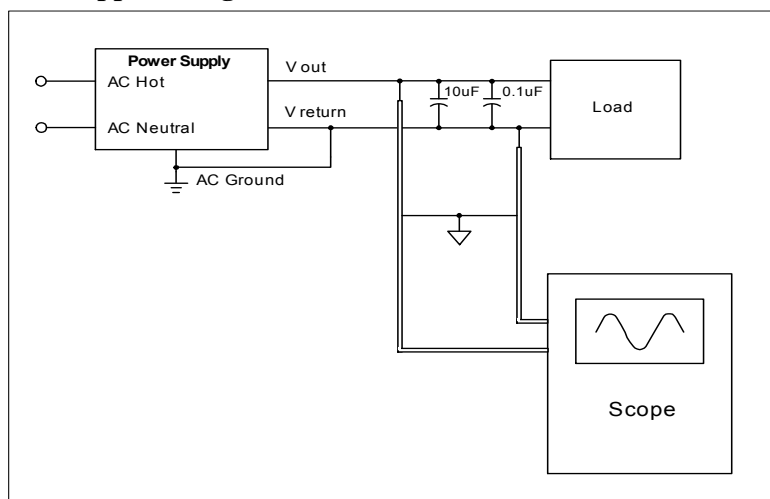 Power Supply
V out
AC Hot
10uF
0.1uF
Load
V return
AC Neutral
AC Ground
Scope